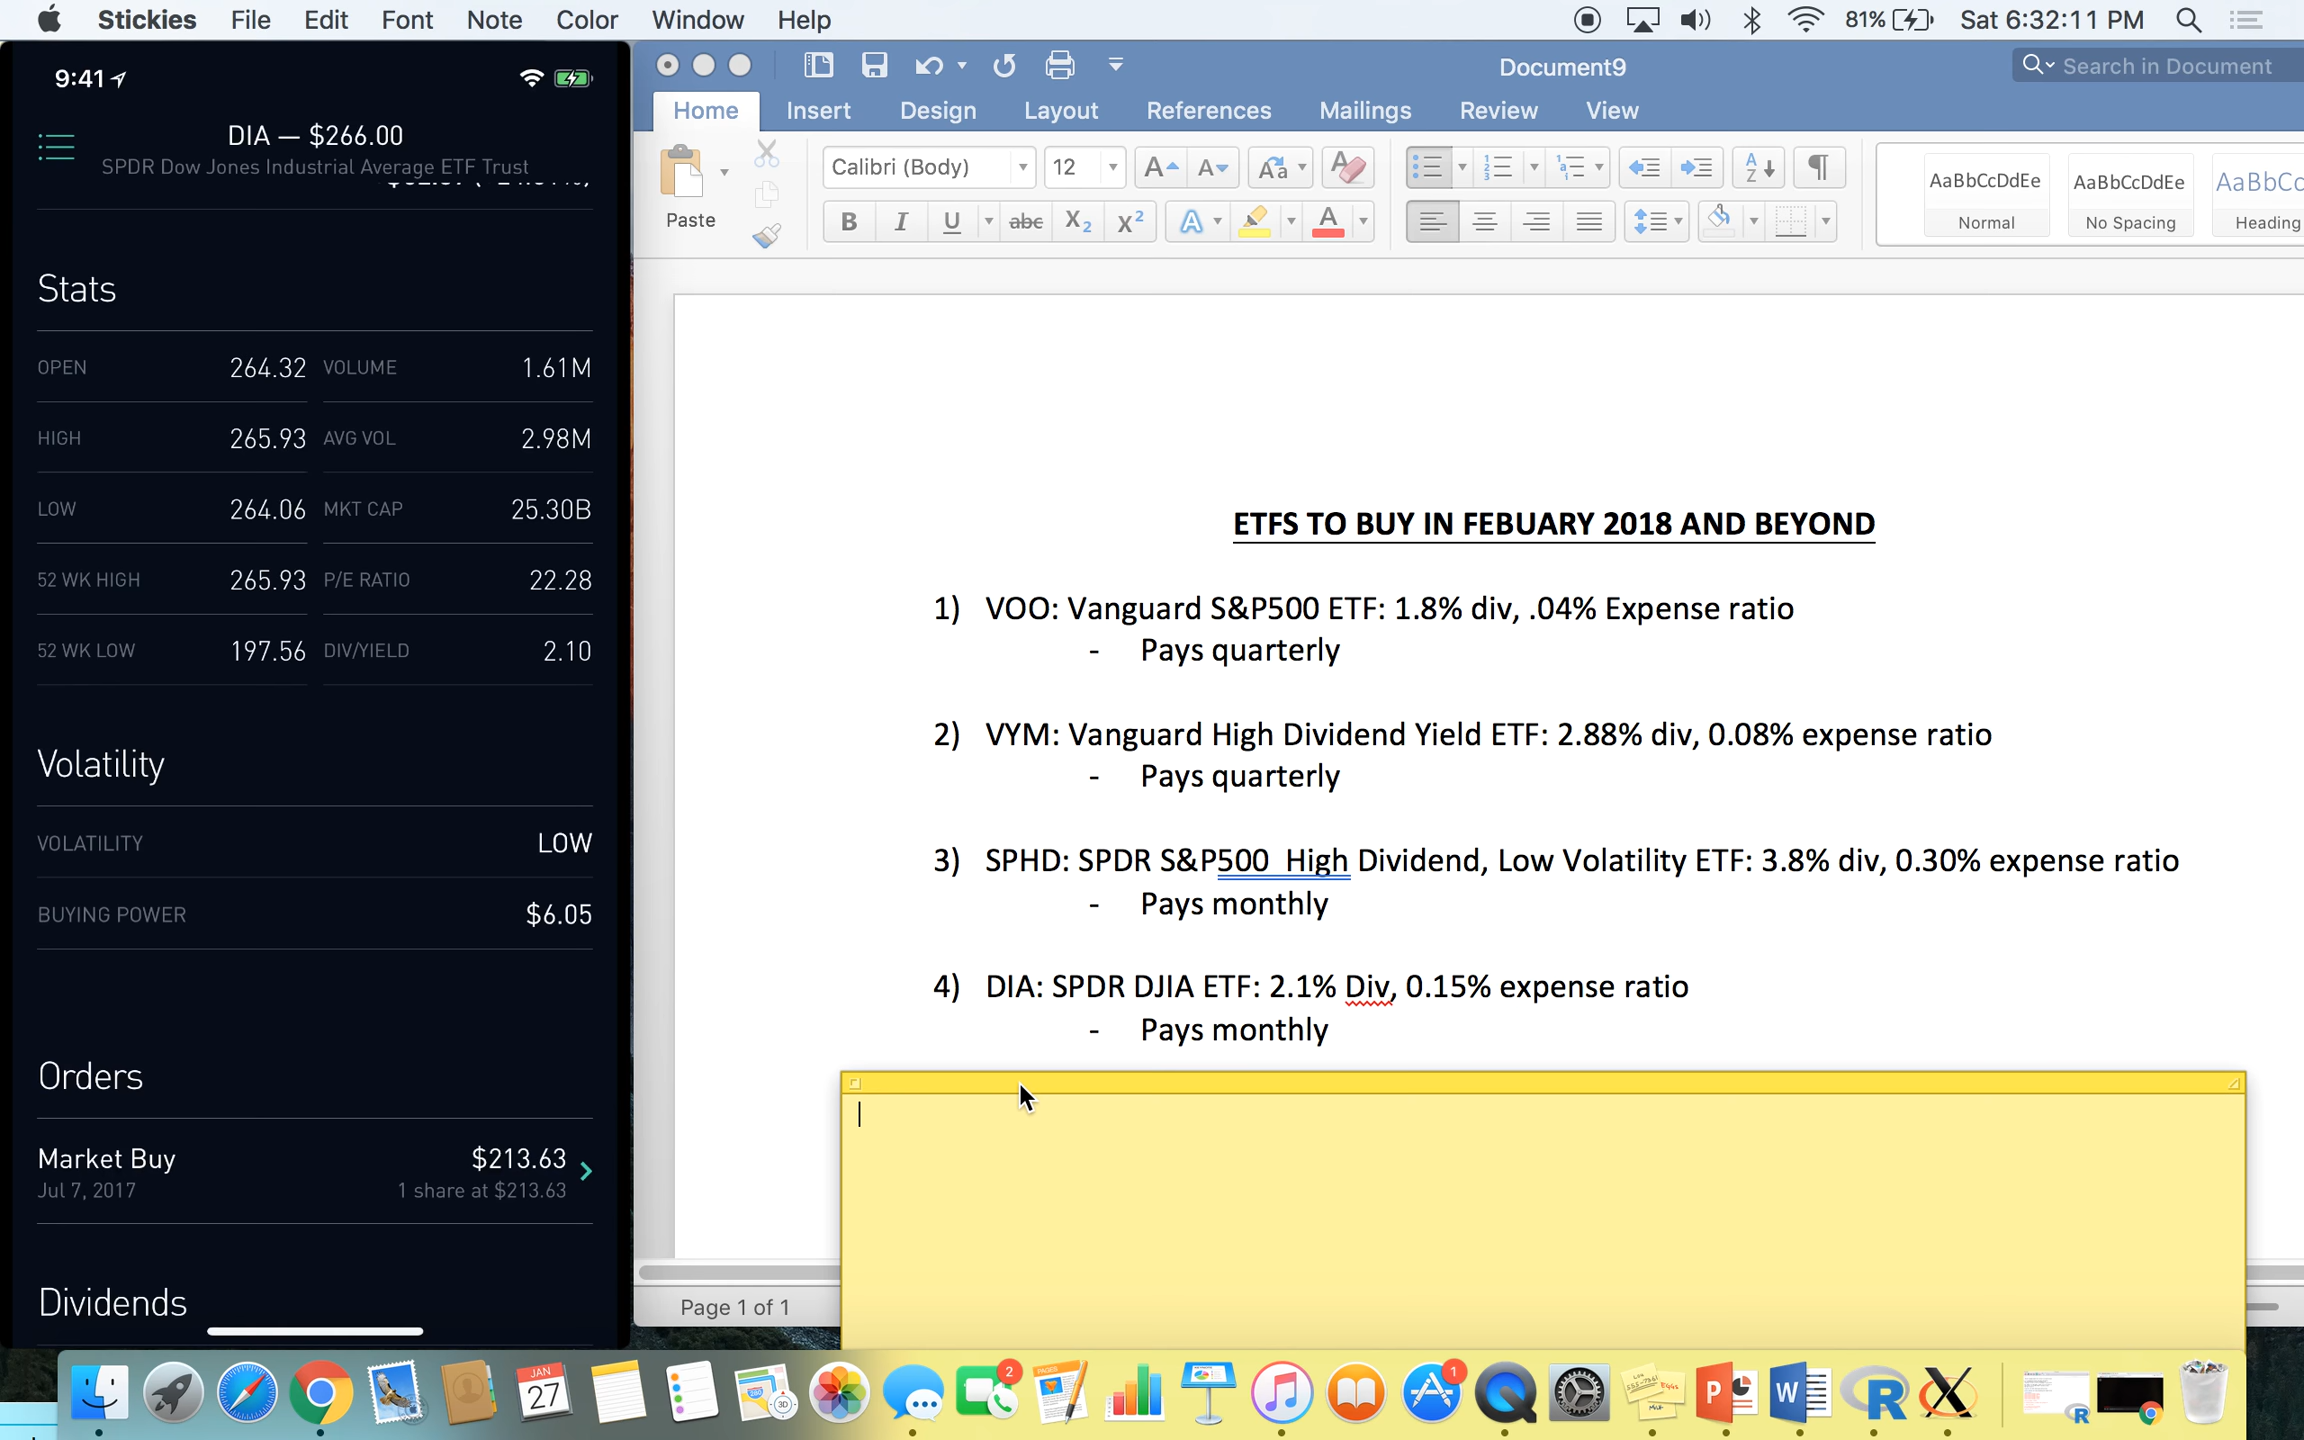 Stickies File Edit Font Note Color Window Help 81% Sat 6:32:11 PM
9:41
DIA — $266.00
SPDR Dow Jones Industrial Average ETF Trust
Stats
OPEN 264.32 VOLUME 1.61M
HIGH 265.93 AVG VOL 2.98M
LOW 264.06 MKT CAP 25.30B
52 WK HIGH 265.93 P/E RATIO 22.28
52 WK LOW 197.56 DIV/YIELD 2.10
Volatility
VOLATILITY LOW
BUYING POWER $6.05
Orders
Market Buy $213.63
Jul 7, 2017 1 share at $213.63
Dividends
Document9
Search in Document
Home Insert Design Layout References Mailings Review View
Paste
Calibri (Body) 12
AaBbCcDdEe AaBbCcDdEe AaBbCc
Normal No Spacing Heading
ETFS TO BUY IN FEBUARY 2018 AND BEYOND
1) VOO: Vanguard S&P500 ETF: 1.8% div, .04% Expense ratio
- Pays quarterly
2) VYM: Vanguard High Dividend Yield ETF: 2.88% div, 0.08% expense ratio
- Pays quarterly
3) SPHD: SPDR S&P500 High Dividend, Low Volatility ETF: 3.8% div, 0.30% expense ratio
- Pays monthly
4) DIA: SPDR DJIA ETF: 2.1% Div, 0.15% expense ratio
- Pays monthly
Page 1 of 1
JAN
27
2
1